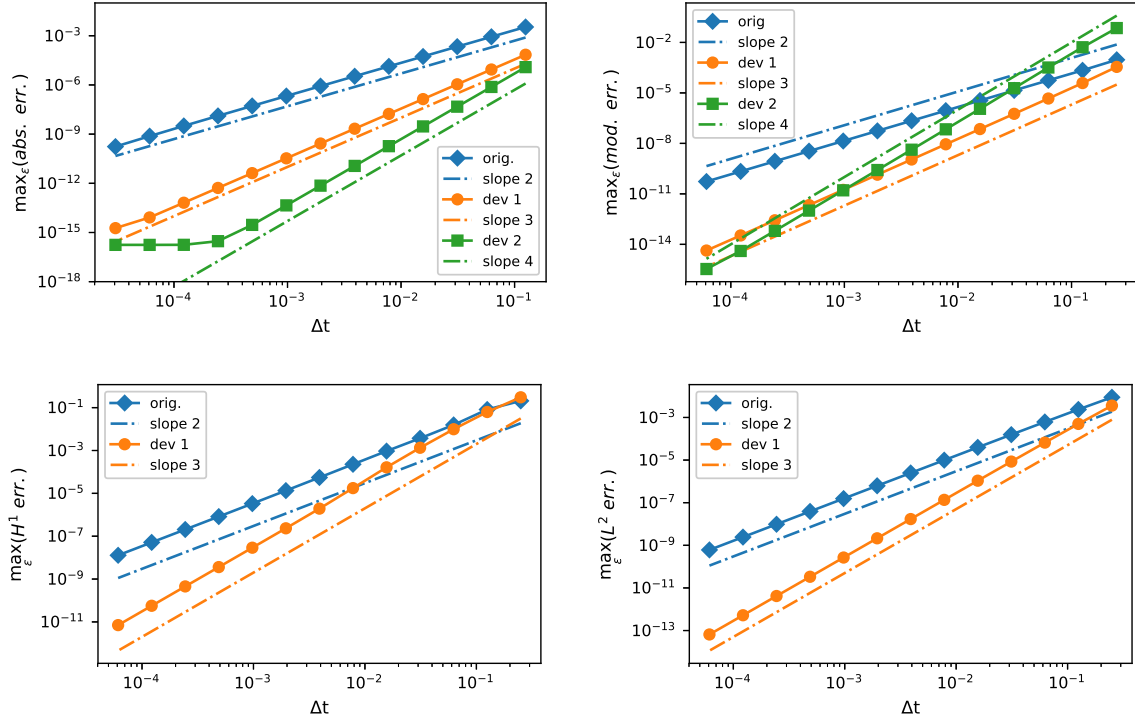 max_ε(abs. err.)
10^−3
10^−6
10^−9
10^−12
10^−15
10^−18
orig.
slope 2
dev 1
slope 3
dev 2
slope 4
10^−4
10^−3
10^−2
10^−1
Δt
max_ε(mod. err.)
10^−2
10^−5
10^−8
10^−11
10^−14
orig.
slope 2
dev 1
slope 3
dev 2
slope 4
10^−4
10^−3
10^−2
10^−1
Δt
max_ε(H^1 err.)
10^−1
10^−3
10^−5
10^−7
10^−9
10^−11
orig.
slope 2
dev 1
slope 3
10^−4
10^−3
10^−2
10^−1
Δt
max_ε(L^2 err.)
10^−3
10^−5
10^−7
10^−9
10^−11
10^−13
orig.
slope 2
dev 1
slope 3
10^−4
10^−3
10^−2
10^−1
Δt